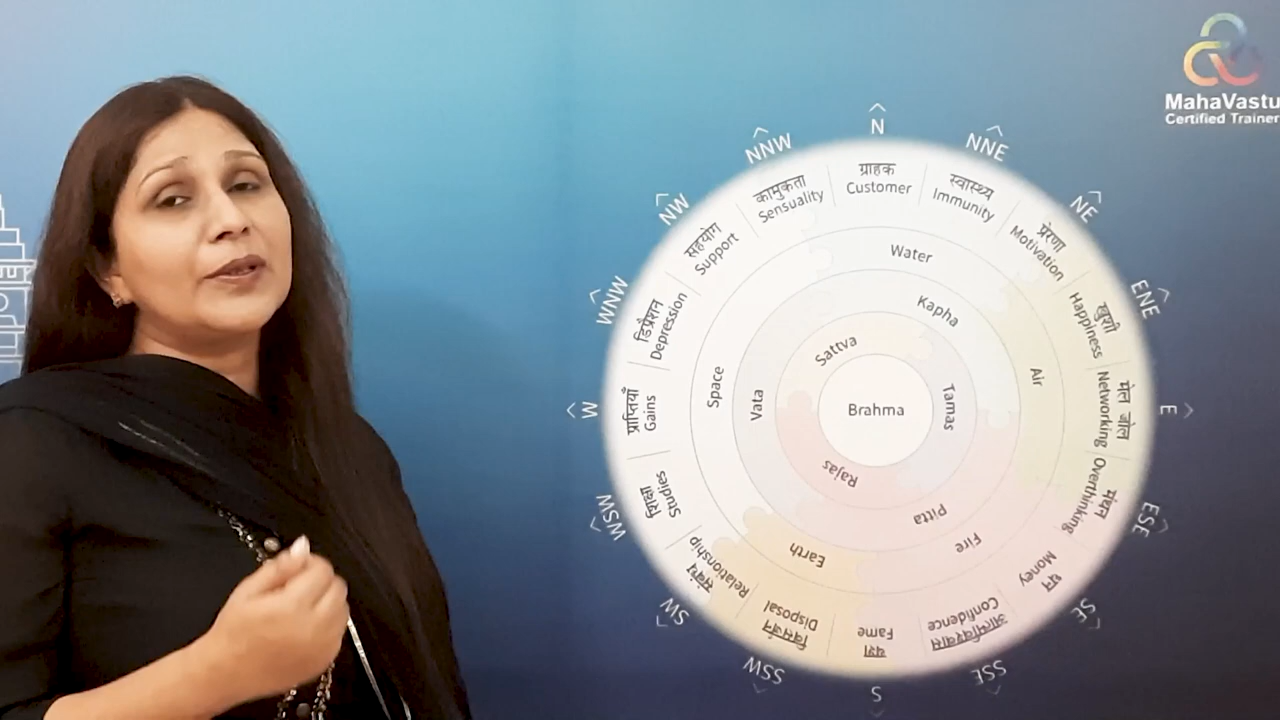 MahaVastu
Certified Trainer
N
NNE
NE
ENE
E
ESE
SE
SSE
S
SSW
SW
WSW
W
WNW
NW
NNW
ग्राहक
Customer
स्वास्थ्य
Immunity
प्रेरणा
Motivation
खुशी
Happiness
मेल जोल
Networking
मंथन
Overthinking
धन
Money
आत्मविश्वास
Confidence
यश
Fame
विसर्जन
Disposal
संबंध
Relationship
शिक्षा
Studies
प्राप्तियाँ
Gains
डिप्रैशन
Depression
सहयोग
Support
कामुकता
Sensuality
Water
Air
Fire
Earth
Space
Kapha
Pitta
Vata
Sattva
Tamas
Rajas
Brahma